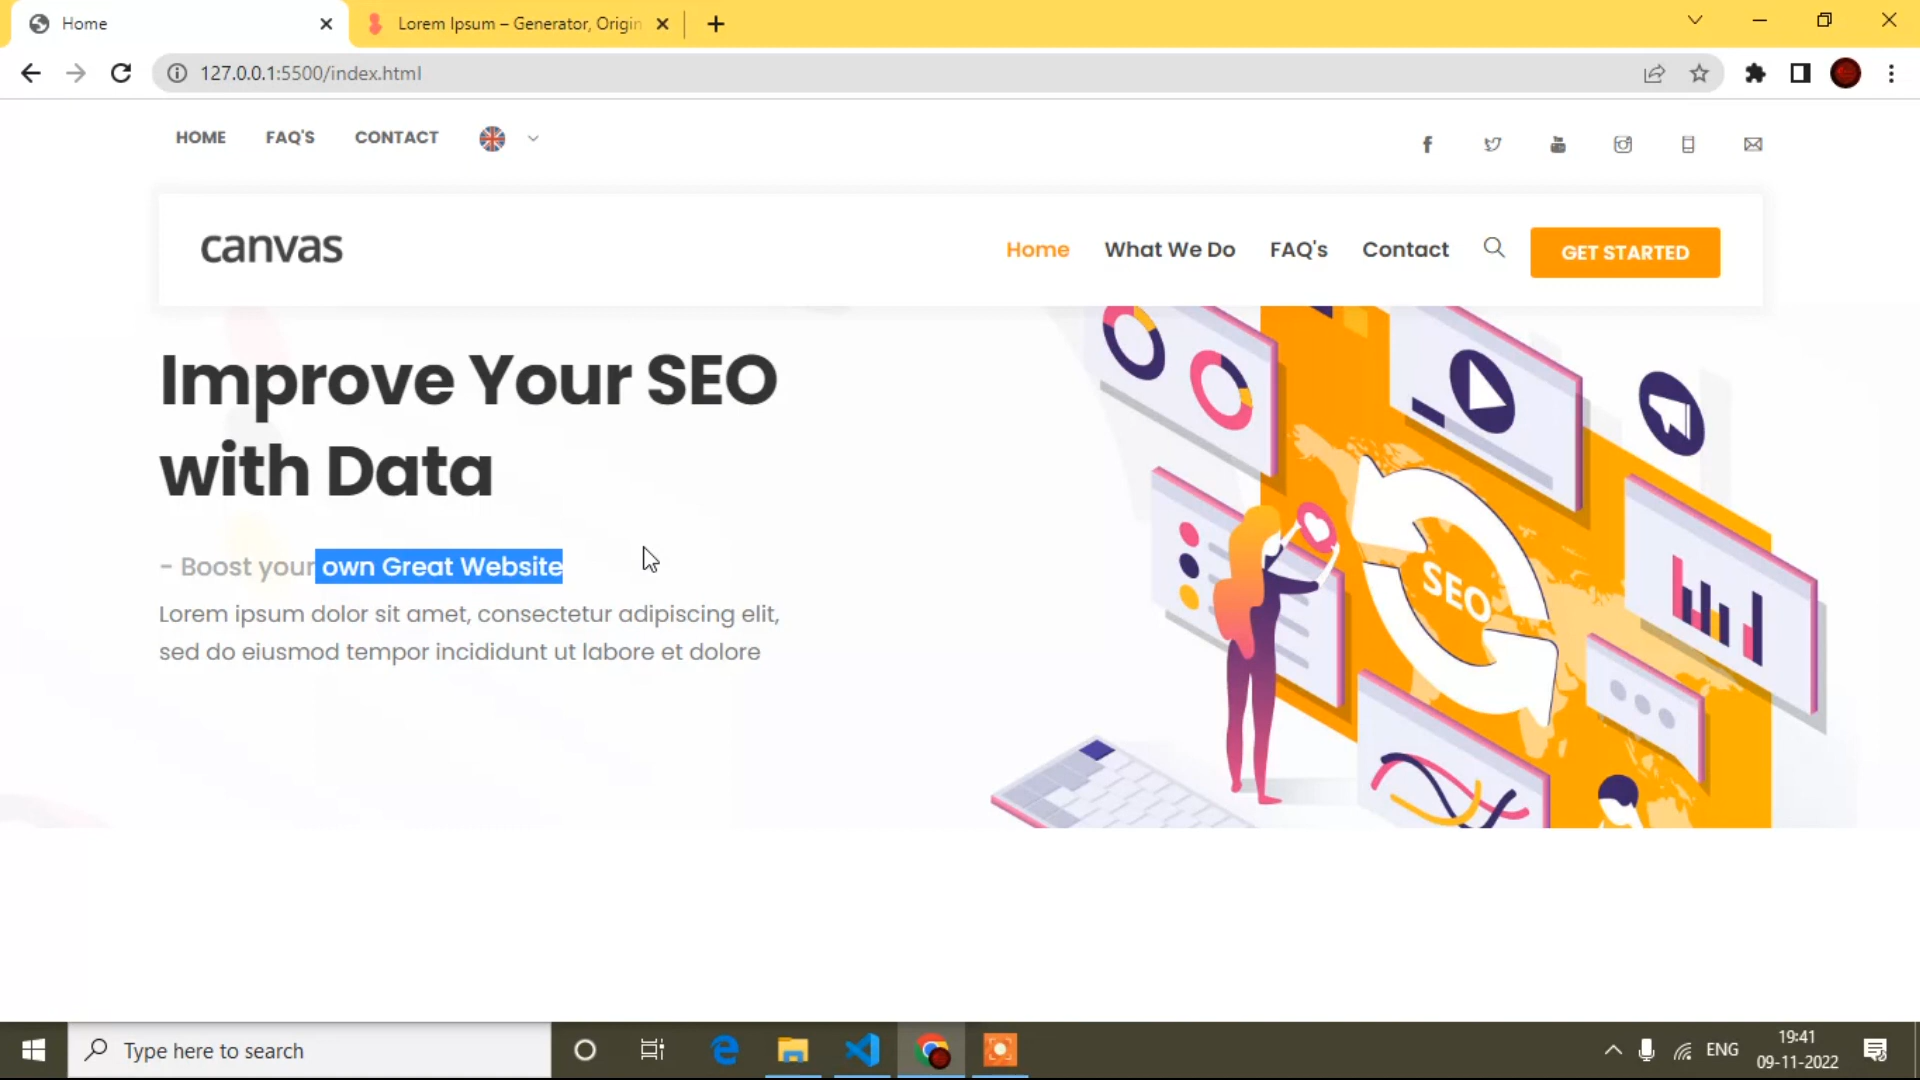 Home
Lorem Ipsum – Generator, Origin
127.0.0.1:5500/index.html
HOME
FAQ'S
CONTACT
canvas
Home
What We Do
FAQ's
Contact
GET STARTED
Improve Your SEO
with Data
- Boost your own Great Website
Lorem ipsum dolor sit amet, consectetur adipiscing elit,
sed do eiusmod tempor incididunt ut labore et dolore
SEO
Type here to search
ENG
19:41
09-11-2022